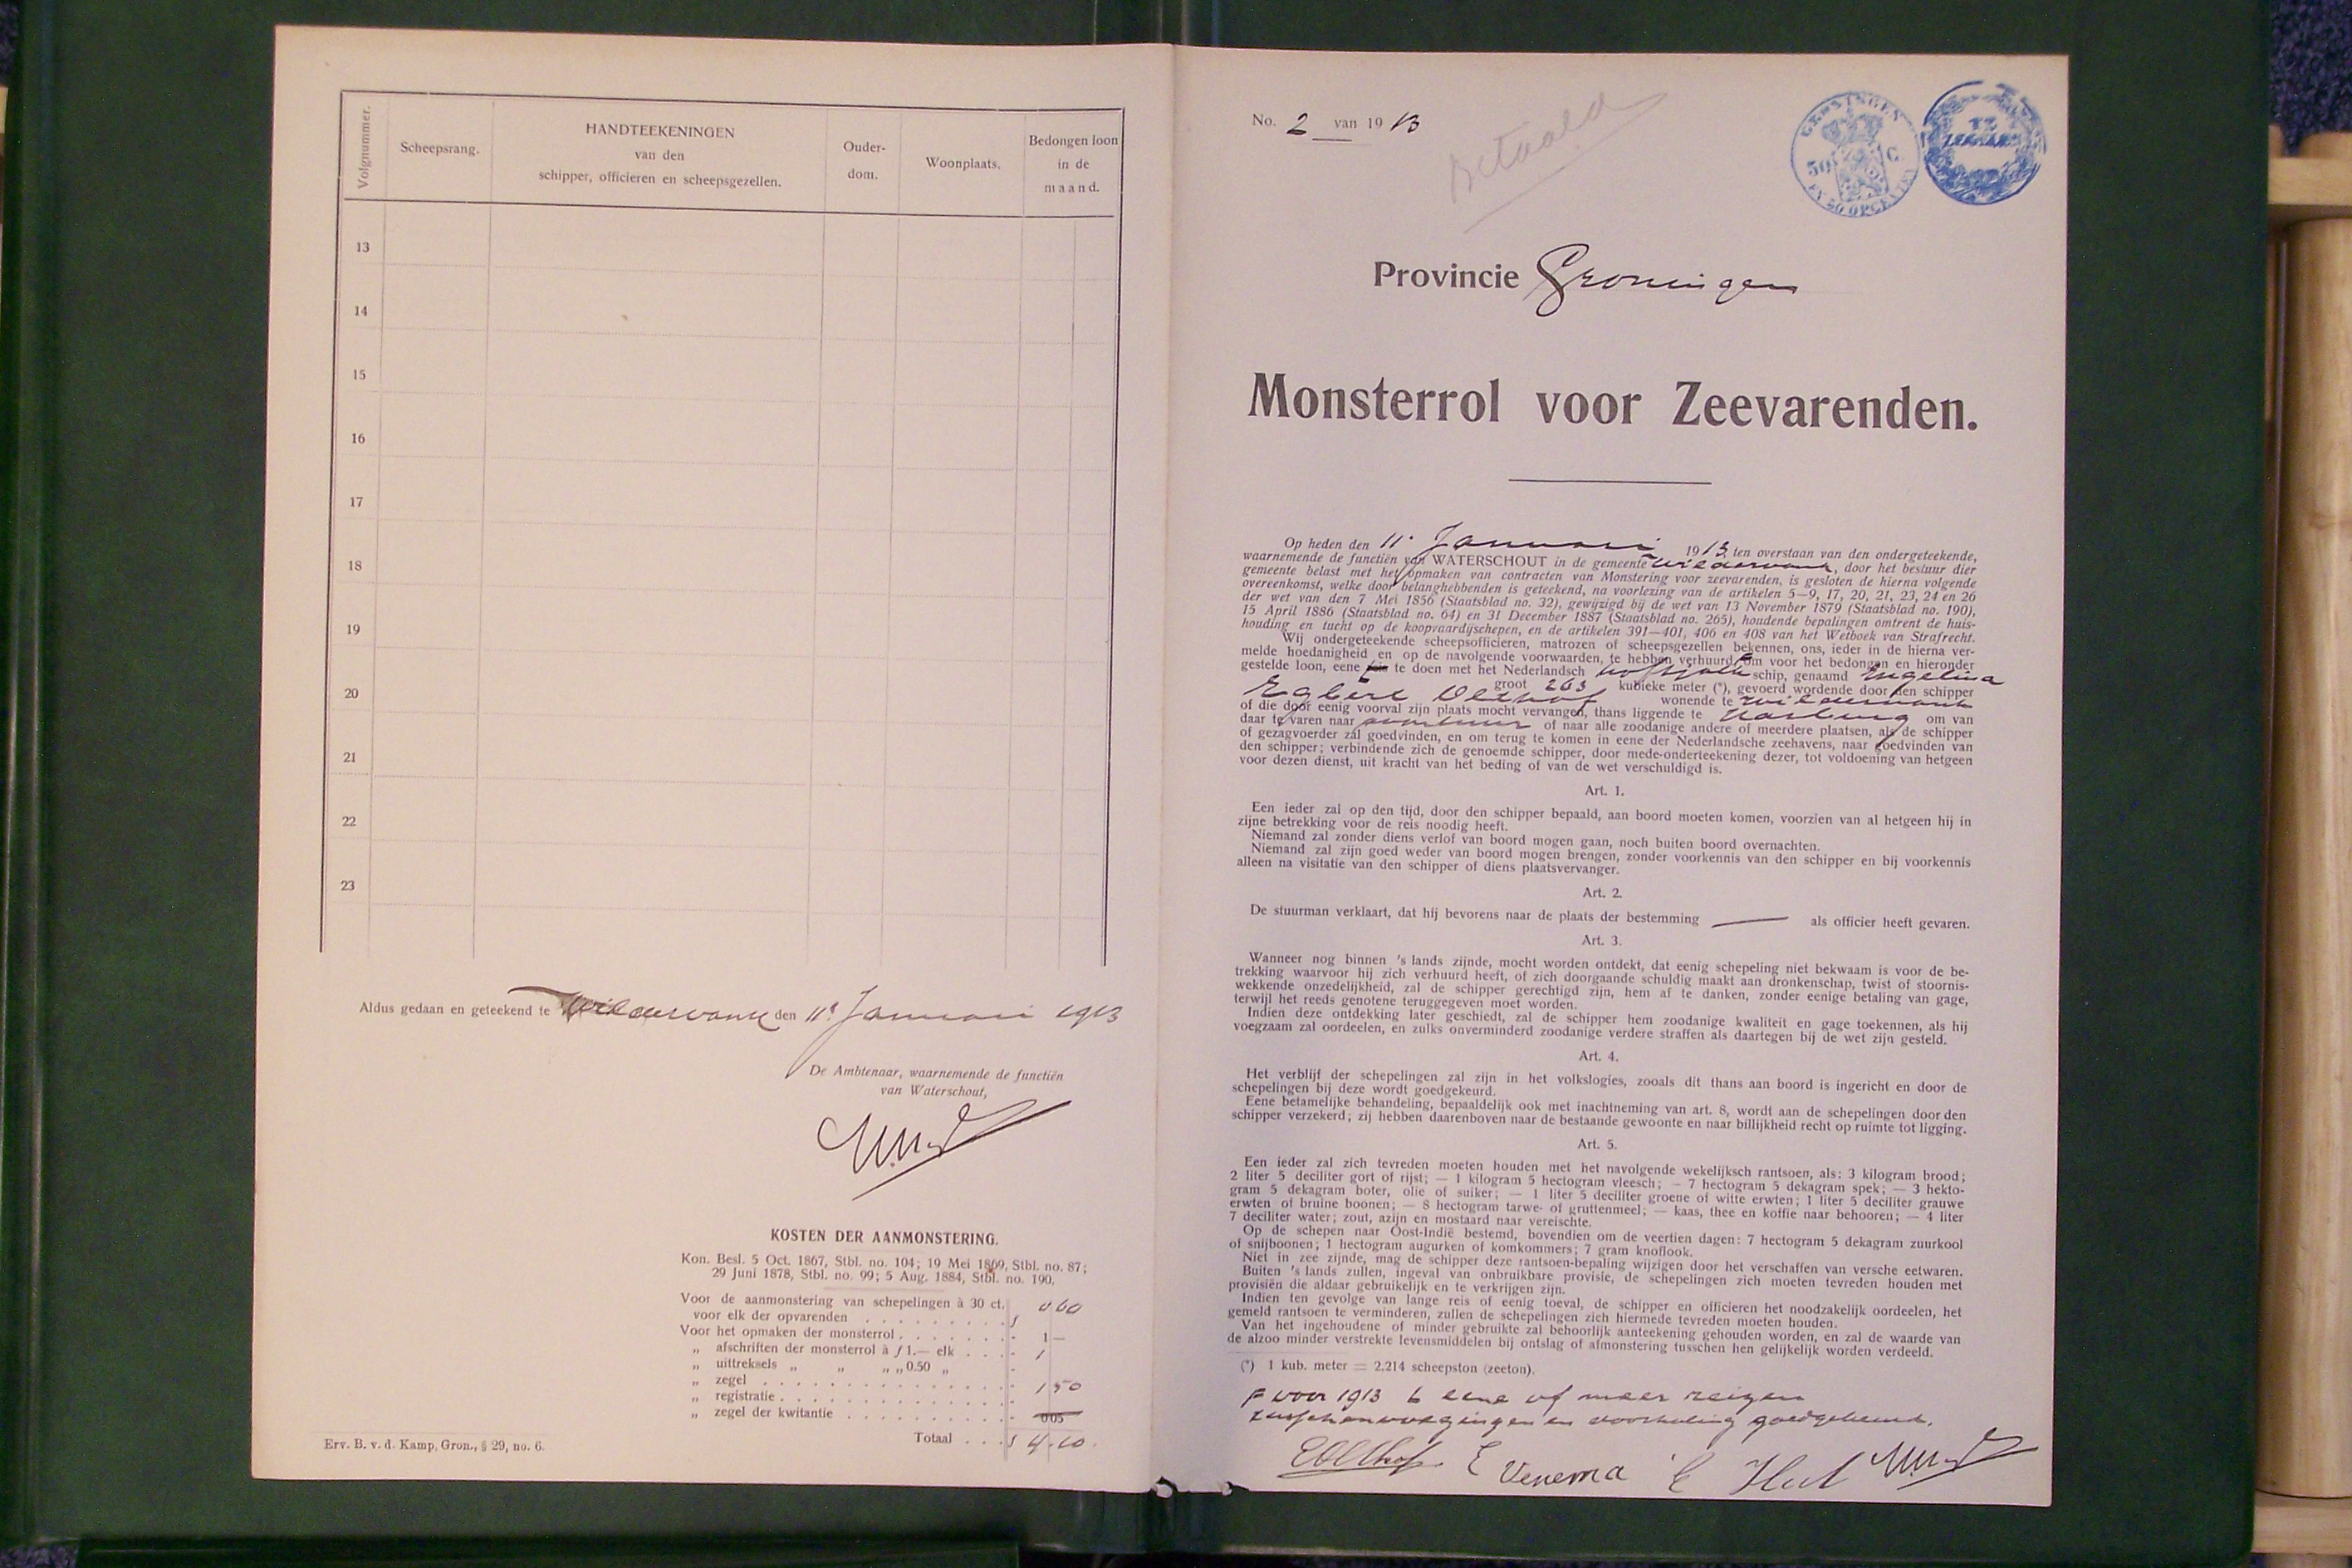 Volgnummer.
Scheepsrang.
HANDTEEKENINGEN
van den
schipper, officieren en scheepsgezellen.
Ouder-
dom.
Woonplaats.
Bedongen loon
in de
maand.
13
14
15
16
17
18
19
20
21
22
23
Aldus gedaan en geteekend te Wildervank den 11e Januari 1913
De Ambtenaar, waarnemende de functiën
van Waterschout,
KOSTEN DER AANMONSTERING.
Kon. Besl. 5 Oct. 1867, Stbl. no. 104; 19 Mei 1869, Stbl. no. 87;
29 Juni 1878, Stbl. no. 99; 5 Aug. 1884, Stbl. no. 190.
Voor de aanmonstering van schepelingen à 30 ct.
voor elk der opvarenden . . . . . . . . . ƒ 0 60
Voor het opmaken der monsterrol . . . . . . - 1 —
„ afschriften der monsterrol à ƒ 1.— elk . . . - 1
„ uittreksels „ „ „ „ 0.50 „ -
„ zegel . . . . . . . . . . . . . - 1 50
„ registratie . . . . . . . . . . . . -
„ zegel der kwitantie . . . . . . . . . - 005
Totaal . . . ƒ 4.10
Erv. B. v. d. Kamp, Gron., § 29, no. 6.
No. 2 van 1913
Betaald
GRONINGEN
50 C.
EN 50 OPCENTEN
Provincie Groningen
Monsterrol voor Zeevarenden.
Op heden den 11e Januari 1913 ten overstaan van den ondergeteekende,
waarnemende de functiën van WATERSCHOUT in de gemeente Wildervank, door het bestuur dier
gemeente belast met het opmaken van contracten van Monstering voor zeevarenden, is gesloten de hierna volgende
overeenkomst, welke door belanghebbenden is geteekend, na voorlezing van de artikelen 5—9, 17, 20, 21, 23, 24 en 26
der wet van den 7 Mei 1856 (Staatsblad no. 32), gewijzigd bij de wet van 13 November 1879 (Staatsblad no. 190),
15 April 1886 (Staatsblad no. 64) en 31 December 1887 (Staatsblad no. 265), houdende bepalingen omtrent de huis-
houding en tucht op de koopvaardijschepen, en de artikelen 391—401, 406 en 408 van het Wetboek van Strafrecht.
Wij ondergeteekende scheepsofficieren, matrozen of scheepsgezellen bekennen, ons, ieder in de hierna ver-
melde hoedanigheid en op de navolgende voorwaarden, te hebben verhuurd om voor het bedongen en hieronder
gestelde loon, eene te doen met het Nederlandsch koftjalk schip, genaamd Engelina
groot 263 kubieke meter (*), gevoerd wordende door den schipper
Egbert Olthof wonende te Wildervank
of die door eenig voorval zijn plaats mocht vervangen, thans liggende te Harburg om van
daar te varen naar avontuur of naar alle zoodanige andere of meerdere plaatsen, als de schipper
of gezagvoerder zal goedvinden, en om terug te komen in eene der Nederlandsche zeehavens, naar goedvinden van
den schipper; verbindende zich de genoemde schipper, door mede-onderteekening dezer, tot voldoening van hetgeen
voor dezen dienst, uit kracht van het beding of van de wet verschuldigd is.
Art. 1.
Een ieder zal op den tijd, door den schipper bepaald, aan boord moeten komen, voorzien van al hetgeen hij in
zijne betrekking voor de reis noodig heeft.
Niemand zal zonder diens verlof van boord mogen gaan, noch buiten boord overnachten.
Niemand zal zijn goed weder van boord mogen brengen, zonder voorkennis van den schipper en bij voorkennis
alleen na visitatie van den schipper of diens plaatsvervanger.
Art. 2.
De stuurman verklaart, dat hij bevorens naar de plaats der bestemming —— als officier heeft gevaren.
Art. 3.
Wanneer nog binnen 's lands zijnde, mocht worden ontdekt, dat eenig schepeling niet bekwaam is voor de be-
trekking waarvoor hij zich verhuurd heeft, of zich doorgaande schuldig maakt aan dronkenschap, twist of stoornis-
wekkende onzedelijkheid, zal de schipper gerechtigd zijn, hem af te danken, zonder eenige betaling van gage,
terwijl het reeds genotene teruggegeven moet worden.
Indien deze ontdekking later geschiedt, zal de schipper hem zoodanige kwaliteit en gage toekennen, als hij
voegzaam zal oordeelen, en zulks onverminderd zoodanige verdere straffen als daartegen bij de wet zijn gesteld.
Art. 4.
Het verblijf der schepelingen zal zijn in het volkslogies, zooals dit thans aan boord is ingericht en door de
schepelingen bij deze wordt goedgekeurd.
Eene betamelijke behandeling, bepaaldelijk ook met inachtneming van art. 8, wordt aan de schepelingen door den
schipper verzekerd; zij hebben daarenboven naar de bestaande gewoonte en naar billijkheid recht op ruimte tot ligging.
Art. 5.
Een ieder zal zich tevreden moeten houden met het navolgende wekelijksch rantsoen, als: 3 kilogram brood;
2 liter 5 deciliter gort of rijst; — 1 kilogram 5 hectogram vleesch; — 7 hectogram 5 dekagram spek; — 3 hekto-
gram 5 dekagram boter, olie of suiker; — 1 liter 5 deciliter groene of witte erwten; 1 liter 5 deciliter grauwe
erwten of bruine boonen; — 8 hectogram tarwe- of gruttenmeel; — kaas, thee en koffie naar behooren; — 4 liter
7 deciliter water; zout, azijn en mostaard naar vereischte.
Op de schepen naar Oost-Indië bestemd, bovendien om de veertien dagen: 7 hectogram 5 dekagram zuurkool
of snijboonen; 1 hectogram augurken of komkommers; 7 gram knoflook.
Niet in zee zijnde, mag de schipper deze rantsoen-bepaling wijzigen door het verschaffen van versche eetwaren.
Buiten 's lands zullen, ingeval van onbruikbare provisie, de schepelingen zich moeten tevreden houden met
provisiën die aldaar gebruikelijk en te verkrijgen zijn.
Indien ten gevolge van lange reis of eenig toeval, de schipper en officieren het noodzakelijk oordeelen, het
gemeld rantsoen te verminderen, zullen de schepelingen zich hiermede tevreden moeten houden.
Van het ingehoudene of minder gebruikte zal behoorlijk aanteekening gehouden worden, en zal de waarde van
de alzoo minder verstrekte levensmiddelen bij ontslag of afmonstering tusschen hen gelijkelijk worden verdeeld.
(*) 1 kub. meter = 2.214 scheepston (zeeton).
voor 1913 eene of meer reizen
tusschenvoegingen en doorhaling goedgekeurd.
EOlthof E Venema E Hut